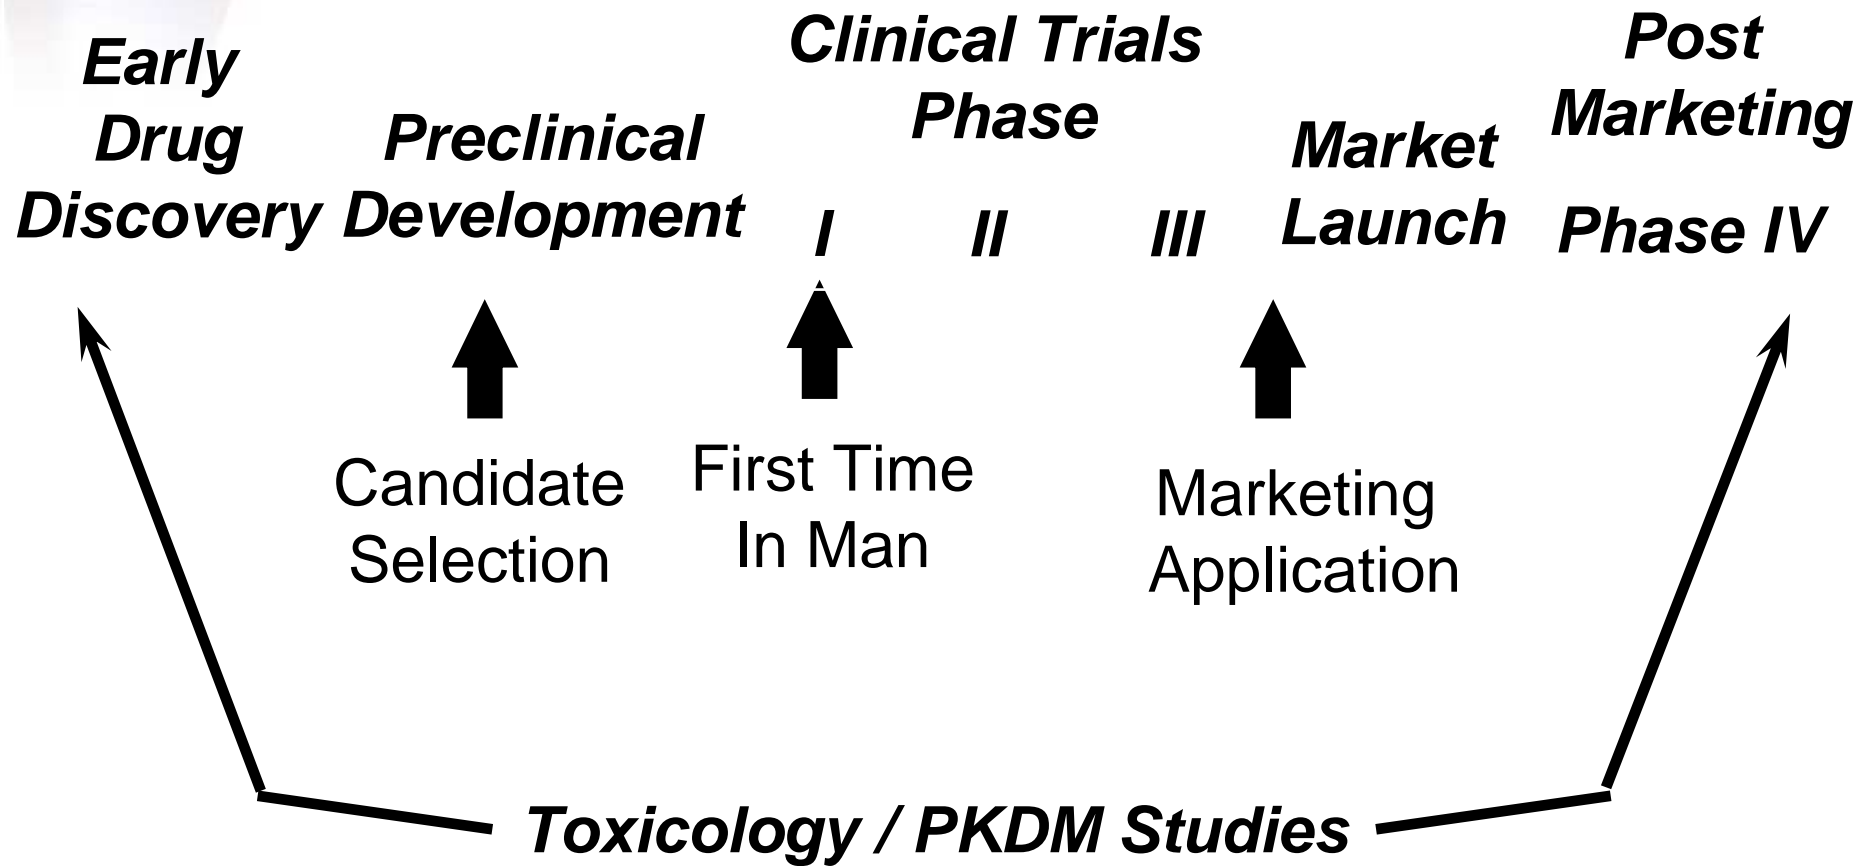 Early
Drug
Discovery
Preclinical
Development
Clinical Trials
Phase
I II III
Market
Launch
Post
Marketing
Phase IV
Candidate
Selection
First Time
In Man
Marketing
Application
Toxicology / PKDM Studies